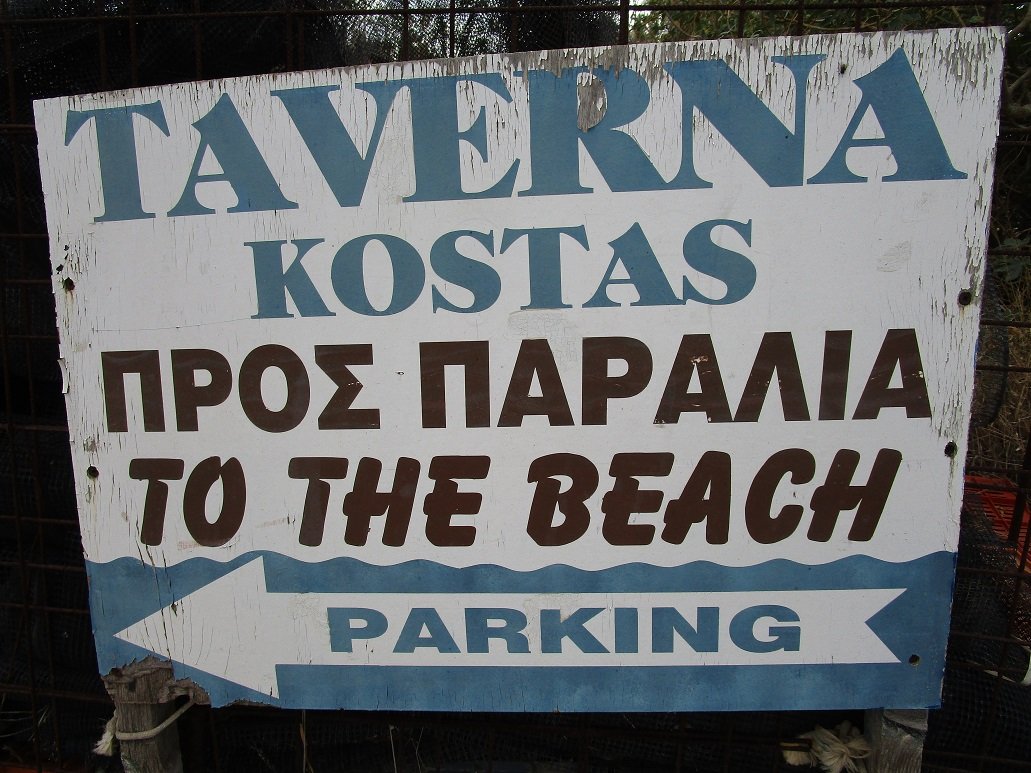 TAVERNA
KOSTAS
ΠΡΟΣ ΠΑΡΑΛΙΑ
TO THE BEACH
PARKING